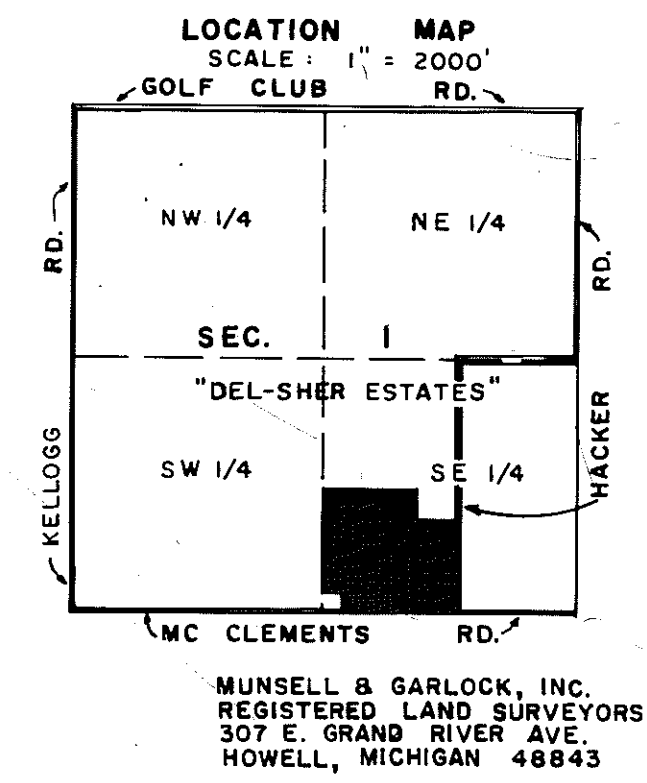 LOCATION MAP
SCALE : 1" = 2000'
GOLF CLUB RD.
RD.
NW 1/4
NE 1/4
RD.
SEC. 1
"DEL-SHER ESTATES"
KELLOGG
SW 1/4
SE 1/4
HACKER
MC CLEMENTS RD.
MUNSELL & GARLOCK, INC.
REGISTERED LAND SURVEYORS
307 E. GRAND RIVER AVE.
HOWELL, MICHIGAN 48843